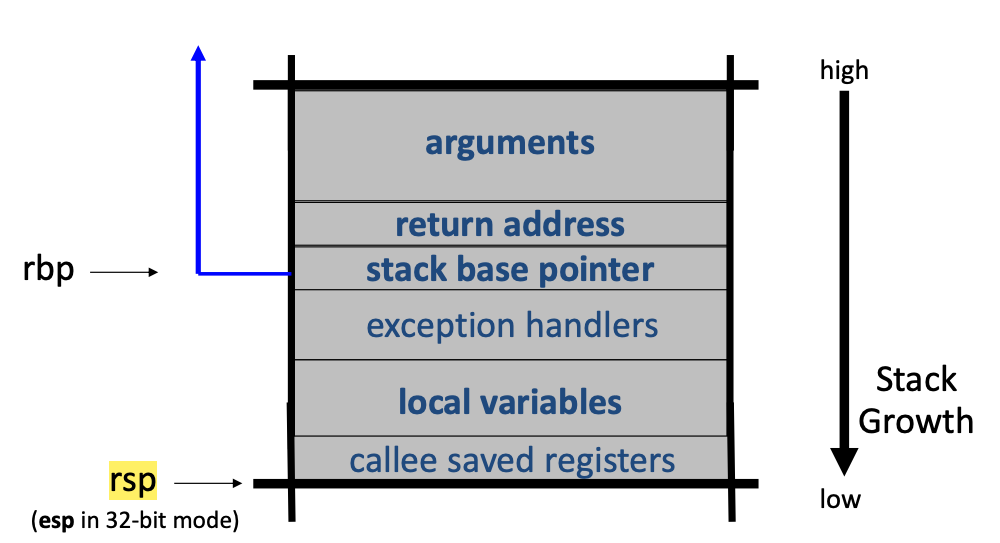 high
arguments
return address
rbp
stack base pointer
exception handlers
Stack
Growth
local variables
callee saved registers
rsp
(esp in 32-bit mode)
low